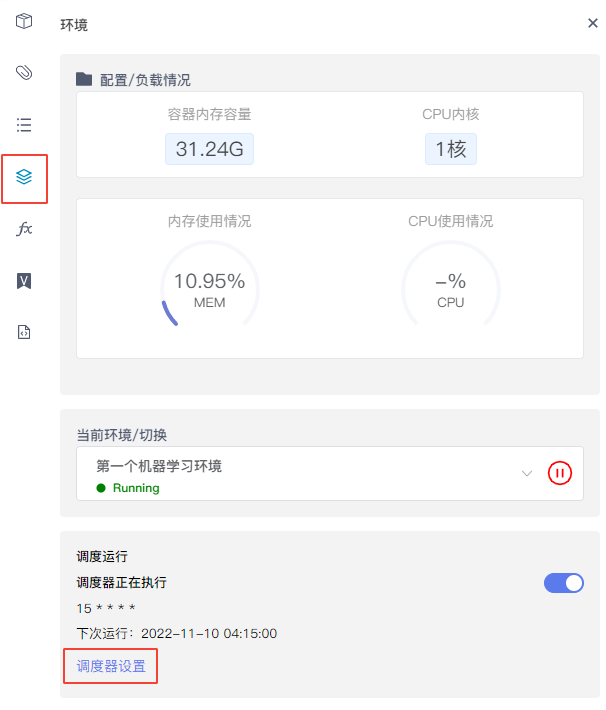 环境
配置/负载情况
容器内存容量
CPU内核
31.24G
1核
内存使用情况
CPU使用情况
10.95%
MEM
–%
CPU
fx
V
当前环境/切换
第一个机器学习环境
Running
调度运行
调度器正在执行
15 * * * *
下次运行：2022-11-10 04:15:00
调度器设置